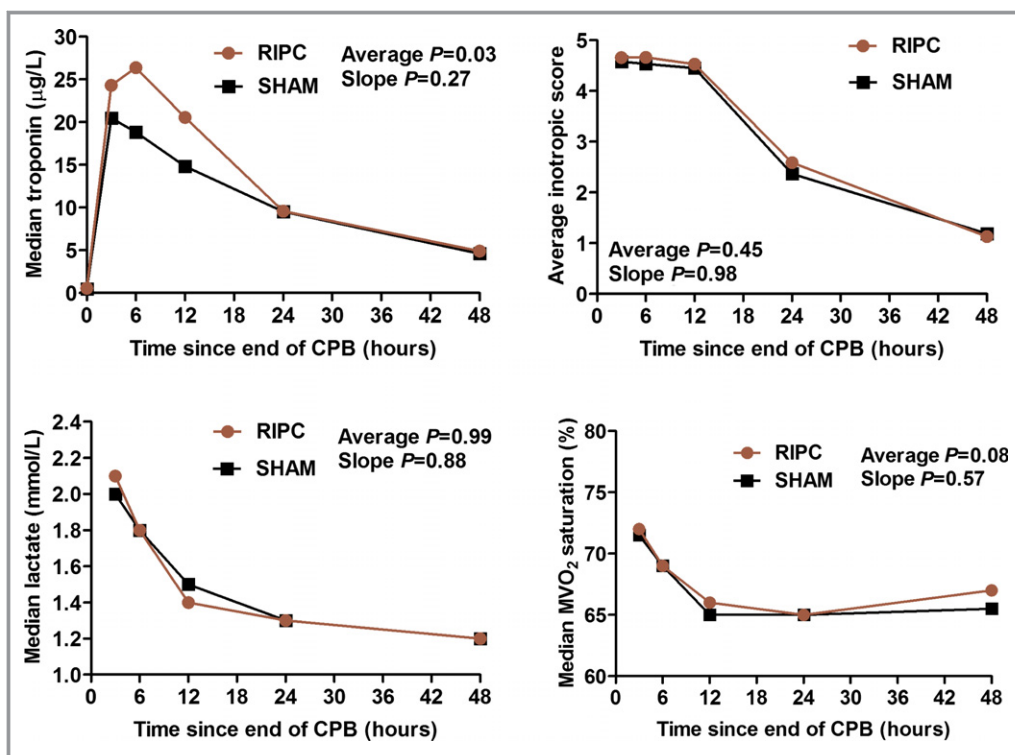 30
25
20
15
10
5
0
Median troponin (µg/L)
RIPC
SHAM
Average P=0.03
Slope P=0.27
0 6 12 18 24 30 36 42 48
Time since end of CPB (hours)
5
4
3
2
1
0
Average inotropic score
RIPC
SHAM
Average P=0.45
Slope P=0.98
0 6 12 18 24 30 36 42 48
Time since end of CPB (hours)
2.4
2.2
2.0
1.8
1.6
1.4
1.2
1.0
Median lactate (mmol/L)
RIPC
SHAM
Average P=0.99
Slope P=0.88
0 6 12 18 24 30 36 42 48
Time since end of CPB (hours)
80
75
70
65
60
Median MVO₂ saturation (%)
RIPC
SHAM
Average P=0.08
Slope P=0.57
0 6 12 18 24 30 36 42 48
Time since end of CPB (hours)